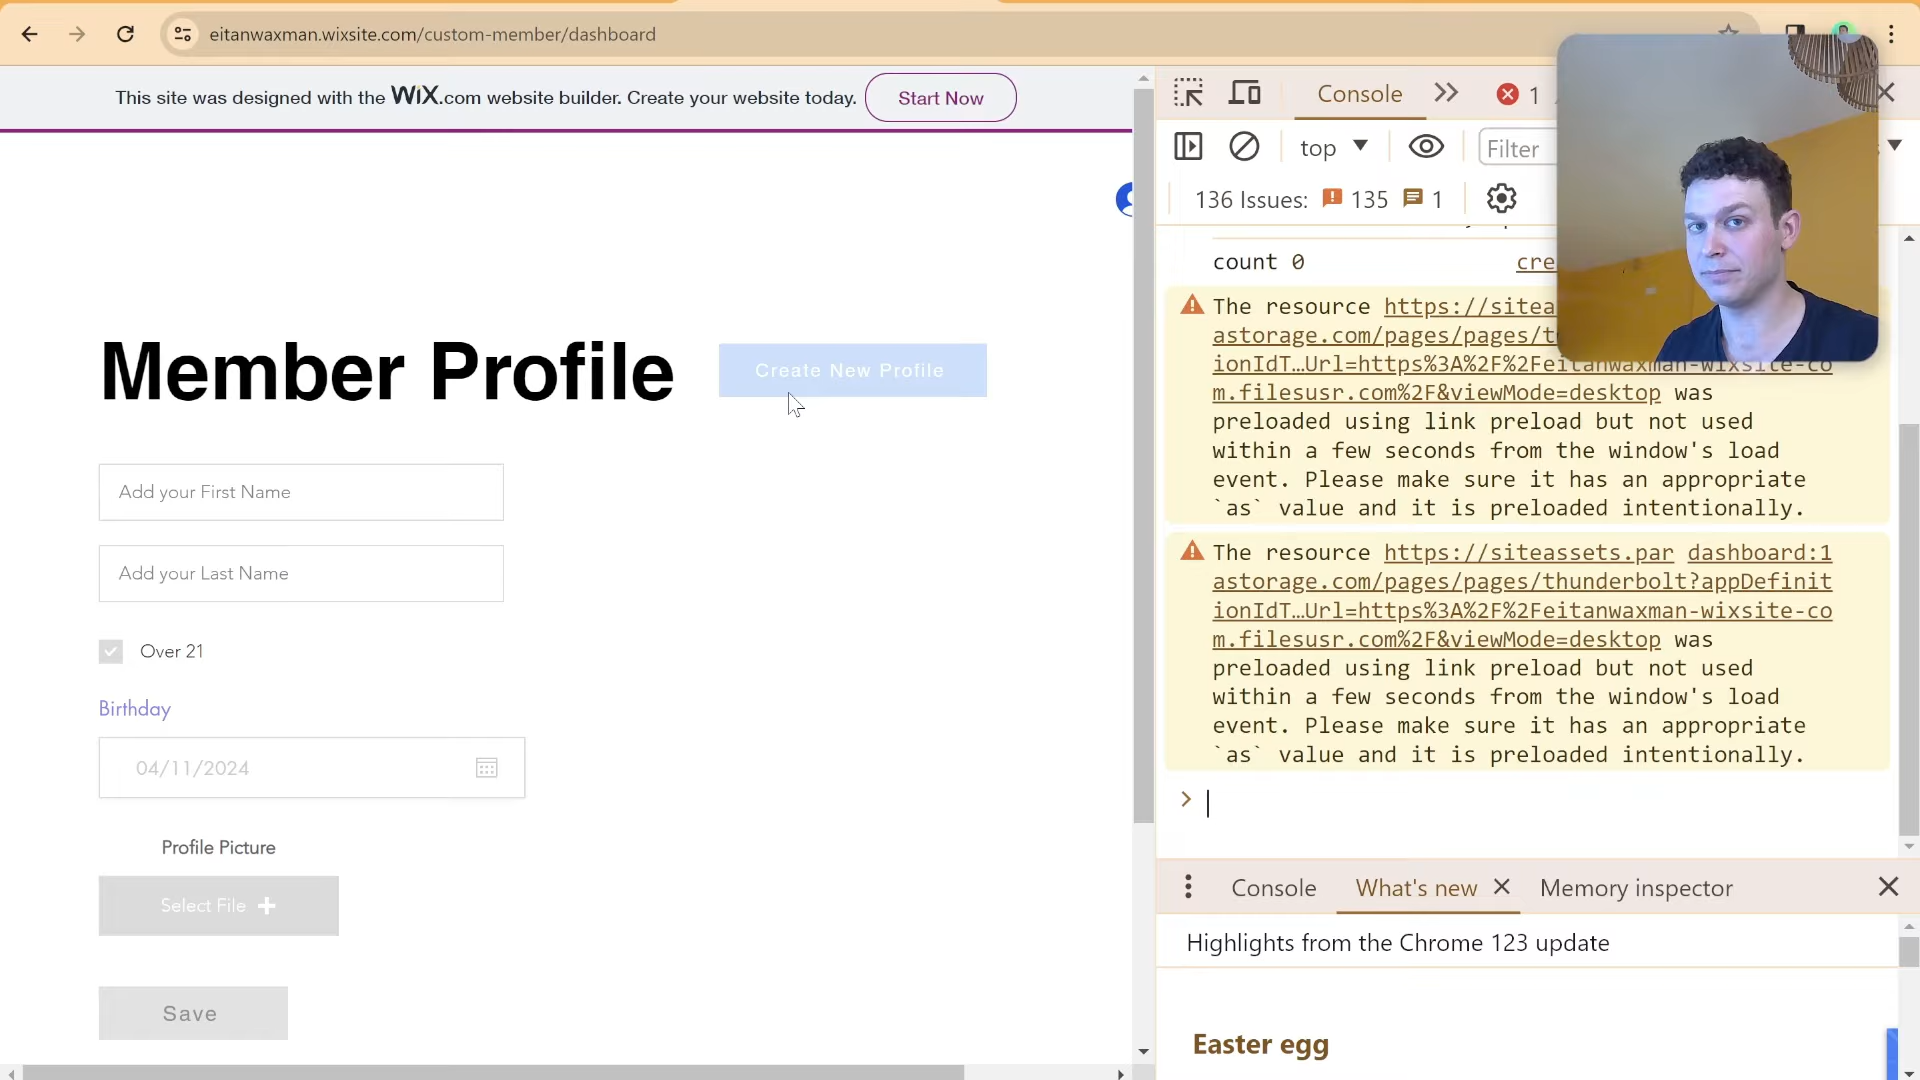 eitanwaxman.wixsite.com/custom-member/dashboard
This site was designed with the WiX.com website builder. Create your website today.
Start Now
Member Profile
Create New Profile
Add your First Name
Add your Last Name
Over 21
Birthday
04/11/2024
Profile Picture
Select File +
Save
Console
1
top
Filter
136 Issues: 135 1
count 0 cre
The resource https://sitea
astorage.com/pages/pages/t
ionIdT…Url=https%3A%2F%2Feitanwaxman-wixsite-co
m.filesusr.com%2F&viewMode=desktop was
preloaded using link preload but not used
within a few seconds from the window's load
event. Please make sure it has an appropriate
`as` value and it is preloaded intentionally.
The resource https://siteassets.par dashboard:1
astorage.com/pages/pages/thunderbolt?appDefinit
ionIdT…Url=https%3A%2F%2Feitanwaxman-wixsite-co
m.filesusr.com%2F&viewMode=desktop was
preloaded using link preload but not used
within a few seconds from the window's load
event. Please make sure it has an appropriate
`as` value and it is preloaded intentionally.
Console
What's new
Memory inspector
Highlights from the Chrome 123 update
Easter egg